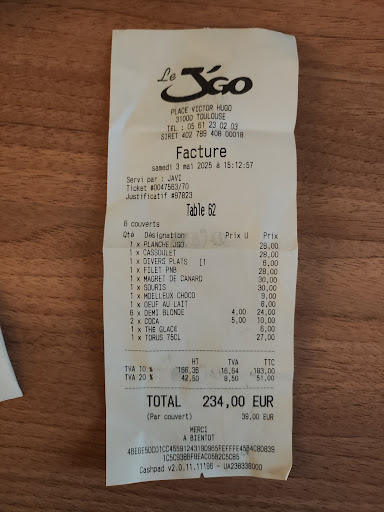 Le J'GO
PLACE VICTOR HUGO
31000 TOULOUSE
Tél : 05 61 23 02 03
SIRET 402 789 408 00018
Facture
samedi 3 mai 2025 à 15:12:57
Servi par : JAVI
Ticket #0047563/70
Justificatif #97823
Table 62
6 couverts
Qté Désignation Prix U Prix
1 x PLANCHE JGO 28,00
1 x CASSOULET 28,00
1 x DIVERS PLATS 6,00
1 x FILET PNB 28,00
1 x MAGRET DE CANARD 30,00
1 x SOURIS 30,00
1 x MOELLEUX CHOCO 9,00
1 x OEUF AU LAIT 8,00
6 x DEMI BLONDE 4,00 24,00
2 x COCA 5,00 10,00
1 x THE GLACE 6,00
1 x TORUS 75CL 27,00
HT TVA TTC
TVA 10 % 166,36 16,64 183,00
TVA 20 % 42,50 8,50 51,00
TOTAL 234,00 EUR
(Par couvert) 39,00 EUR
MERCI
A BIENTOT
Cashpad v2.0.11.11196 - UA238338000